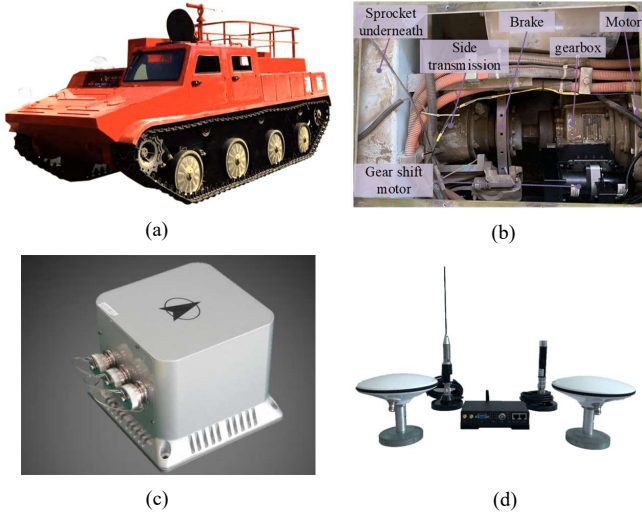 Sprocket
underneath
Brake
Motor
Side
transmission
gearbox
Gear shift
motor
(a)
(b)
(c)
(d)